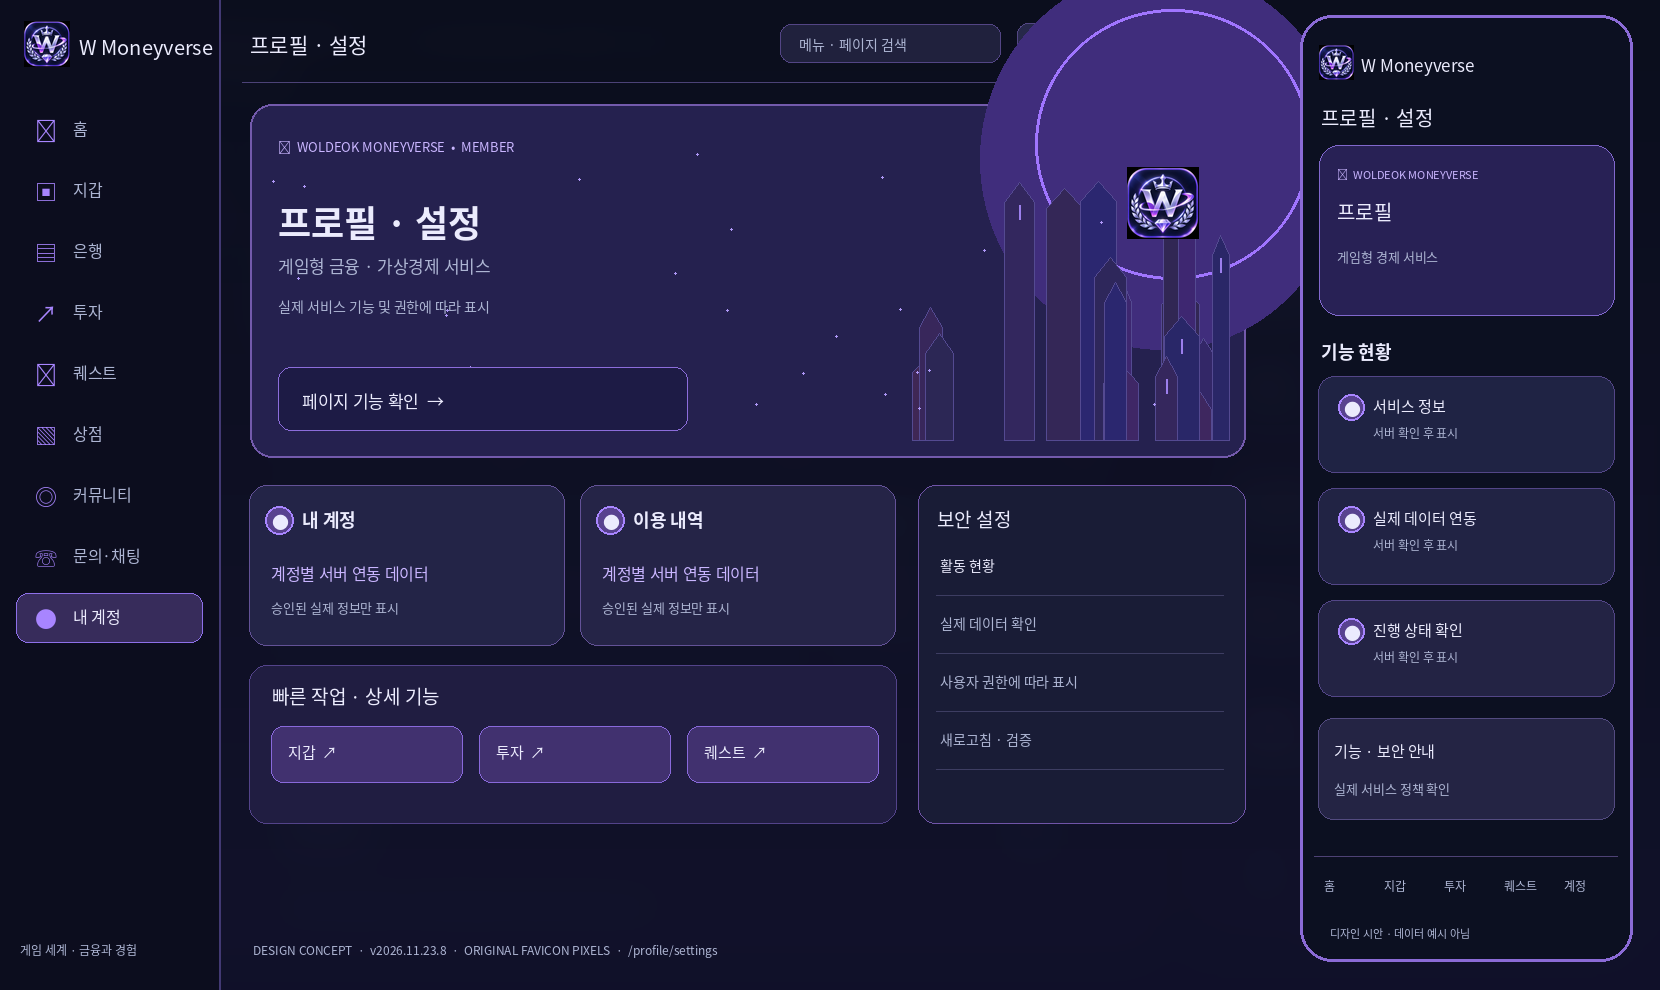 W Moneyverse
홈
지갑
은행
투자
퀘스트
상점
커뮤니티
문의·채팅
내 계정
게임 세계 · 금융과 경험
프로필 · 설정
메뉴 · 페이지 검색
WOLDEOK MONEYVERSE • MEMBER
프로필 · 설정
게임형 금융 · 가상경제 서비스
실제 서비스 기능 및 권한에 따라 표시
페이지 기능 확인 →
W
내 계정
계정별 서버 연동 데이터
승인된 실제 정보만 표시
이용 내역
계정별 서버 연동 데이터
승인된 실제 정보만 표시
보안 설정
활동 현황
실제 데이터 확인
사용자 권한에 따라 표시
새로고침 · 검증
빠른 작업 · 상세 기능
지갑 ↗
투자 ↗
퀘스트 ↗
DESIGN CONCEPT · v2026.11.23.8 · ORIGINAL FAVICON PIXELS · /profile/settings
W Moneyverse
프로필 · 설정
WOLDEOK MONEYVERSE
프로필
게임형 경제 서비스
기능 현황
서비스 정보
서버 확인 후 표시
실제 데이터 연동
서버 확인 후 표시
진행 상태 확인
서버 확인 후 표시
기능 · 보안 안내
실제 서비스 정책 확인
홈 지갑 투자 퀘스트 계정
디자인 시안 · 데이터 예시 아님